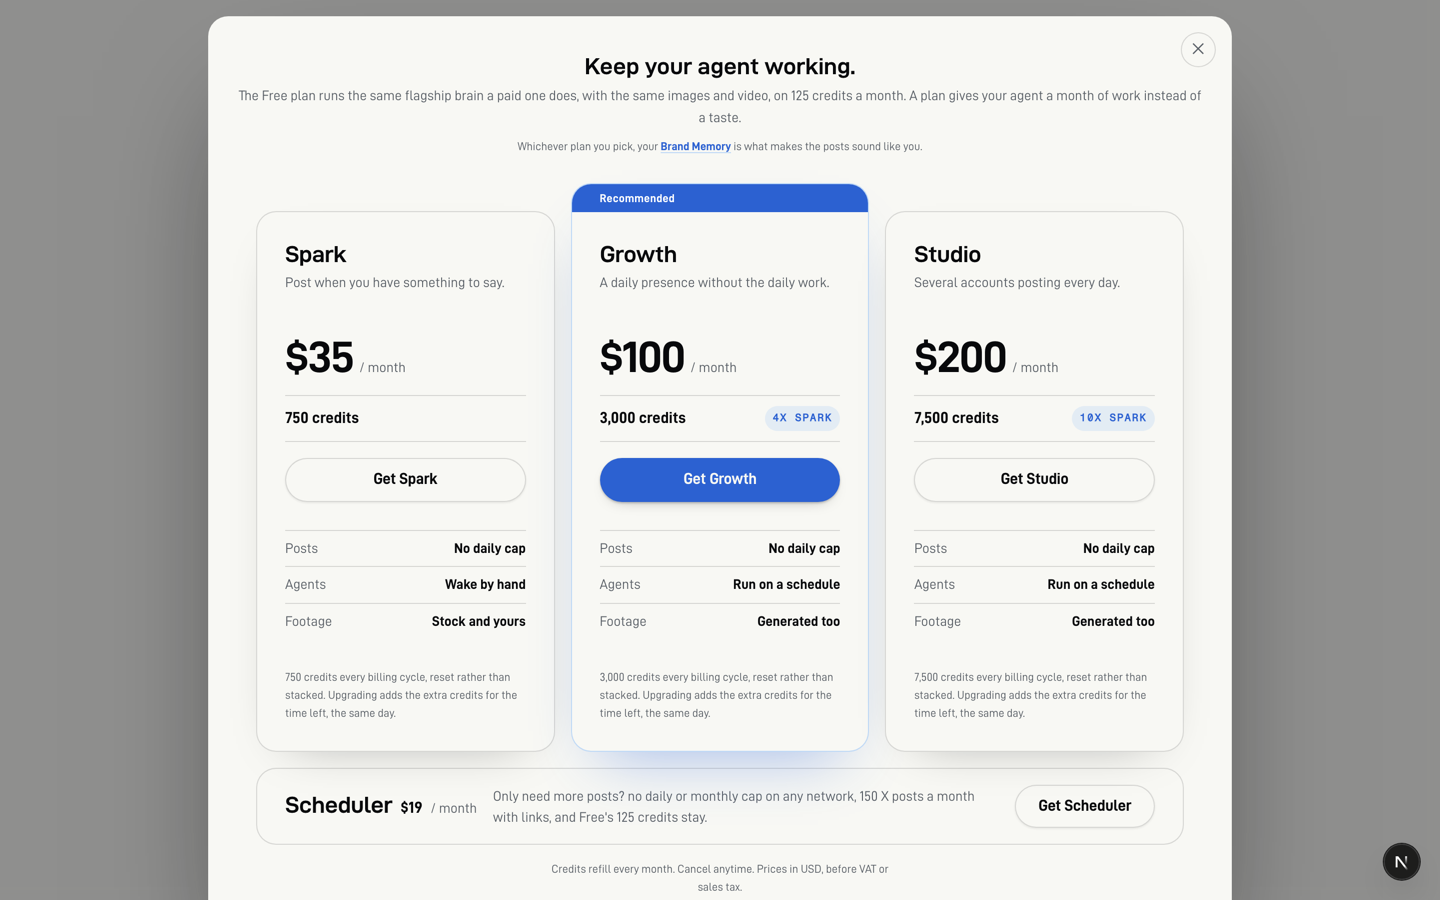 Keep your agent working.
The Free plan runs the same flagship brain a paid one does, with the same images and video, on 125 credits a month. A plan gives your agent a month of work instead of
a taste.
Whichever plan you pick, your Brand Memory is what makes the posts sound like you.
Spark
Post when you have something to say.
$35 / month
750 credits
Get Spark
Posts No daily cap
Agents Wake by hand
Footage Stock and yours
750 credits every billing cycle, reset rather than
stacked. Upgrading adds the extra credits for the
time left, the same day.
Recommended
Growth
A daily presence without the daily work.
$100 / month
3,000 credits 4X SPARK
Get Growth
Posts No daily cap
Agents Run on a schedule
Footage Generated too
3,000 credits every billing cycle, reset rather than
stacked. Upgrading adds the extra credits for the
time left, the same day.
Studio
Several accounts posting every day.
$200 / month
7,500 credits 10X SPARK
Get Studio
Posts No daily cap
Agents Run on a schedule
Footage Generated too
7,500 credits every billing cycle, reset rather than
stacked. Upgrading adds the extra credits for the
time left, the same day.
Scheduler $19 / month
Only need more posts? no daily or monthly cap on any network, 150 X posts a month
with links, and Free's 125 credits stay.
Get Scheduler
Credits refill every month. Cancel anytime. Prices in USD, before VAT or
sales tax.
N